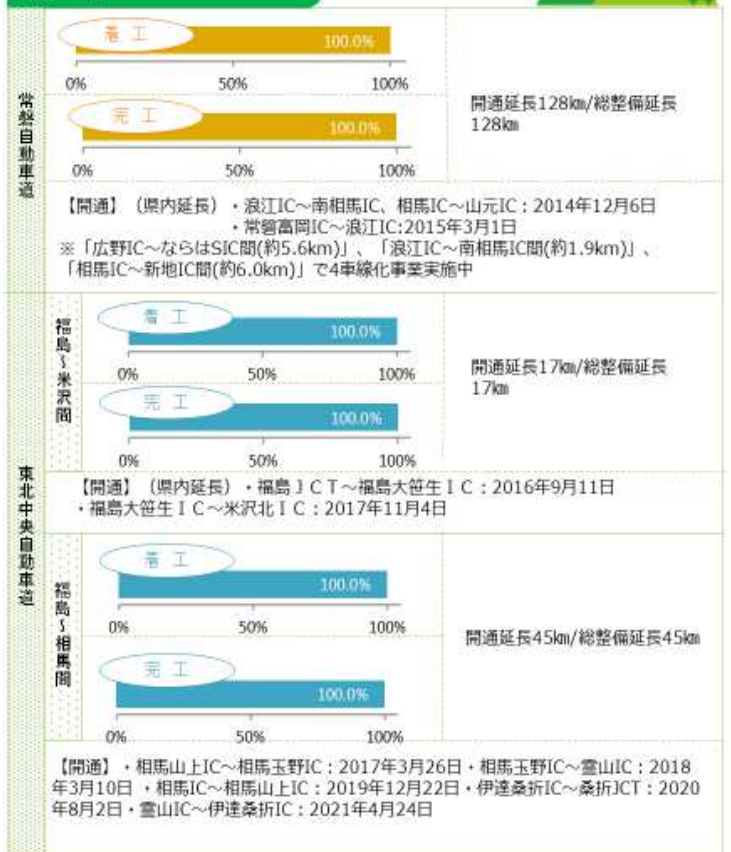 常磐自動車道
着 工
100.0%
0% 50% 100%
完 工
100.0%
0% 50% 100%
開通延長128㎞/総整備延長
128㎞
【開通】（県内延長）・浪江IC～南相馬IC、相馬IC～山元IC：2014年12月6日
・常磐富岡IC～浪江IC:2015年3月1日
※「広野IC～ならはSIC間(約5.6km)」、「浪江IC～南相馬IC間(約1.9km)」、
「相馬IC～新地IC間(約6.0km)」で4車線化事業実施中
東北中央自動車道
福島～米沢間
着 工
100.0%
0% 50% 100%
完 工
100.0%
0% 50% 100%
開通延長17㎞/総整備延長
17㎞
【開通】（県内延長）・福島ＪＣＴ～福島大笹生ＩＣ：2016年9月11日
・福島大笹生ＩＣ～米沢北ＩＣ：2017年11月4日
福島～相馬間
着 工
100.0%
0% 50% 100%
完 工
100.0%
0% 50% 100%
開通延長45㎞/総整備延長45㎞
【開通】・相馬山上IC～相馬玉野IC：2017年3月26日・相馬玉野IC～霊山IC：2018
年3月10日 ・相馬IC～相馬山上IC：2019年12月22日・伊達桑折IC～桑折JCT：2020
年8月2日・霊山IC～伊達桑折IC：2021年4月24日